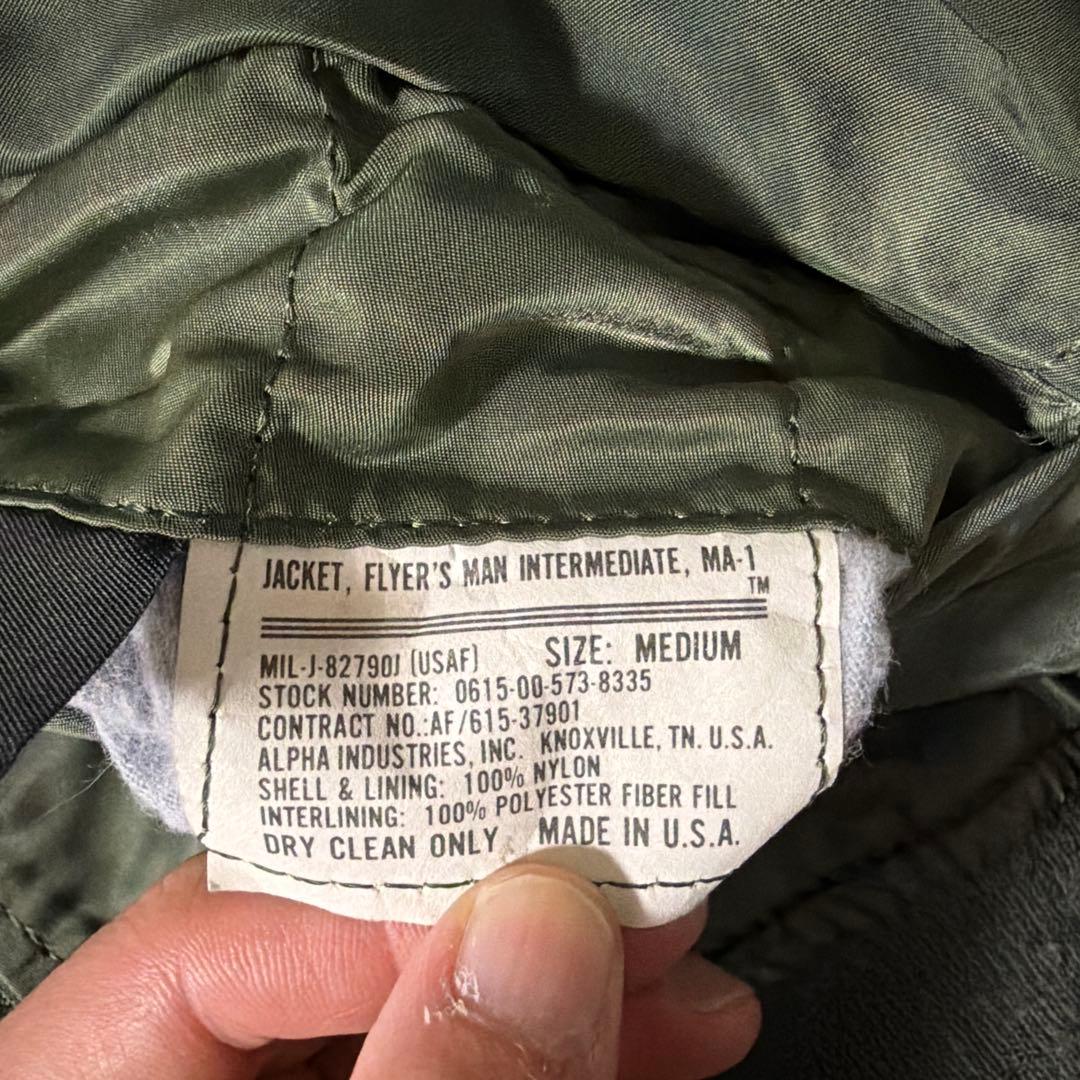 JACKET, FLYER'S MAN INTERMEDIATE, MA-1
TM
MIL-J-82790J (USAF) SIZE: MEDIUM
STOCK NUMBER: 0615-00-573-8335
CONTRACT NO.:AF/615-37901
ALPHA INDUSTRIES, INC. KNOXVILLE, TN. U.S.A.
SHELL & LINING: 100% NYLON
INTERLINING: 100% POLYESTER FIBER FILL
DRY CLEAN ONLY MADE IN U.S.A.